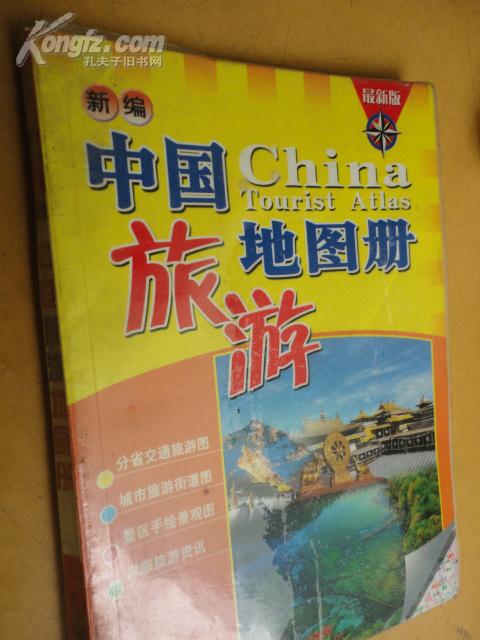 Kongfz.com
孔夫子旧书网
最新版
新编
中国
China
Tourist Atlas
旅游
地图册
分省交通旅游图
城市旅游街道图
景区手绘景观图
旅游资讯